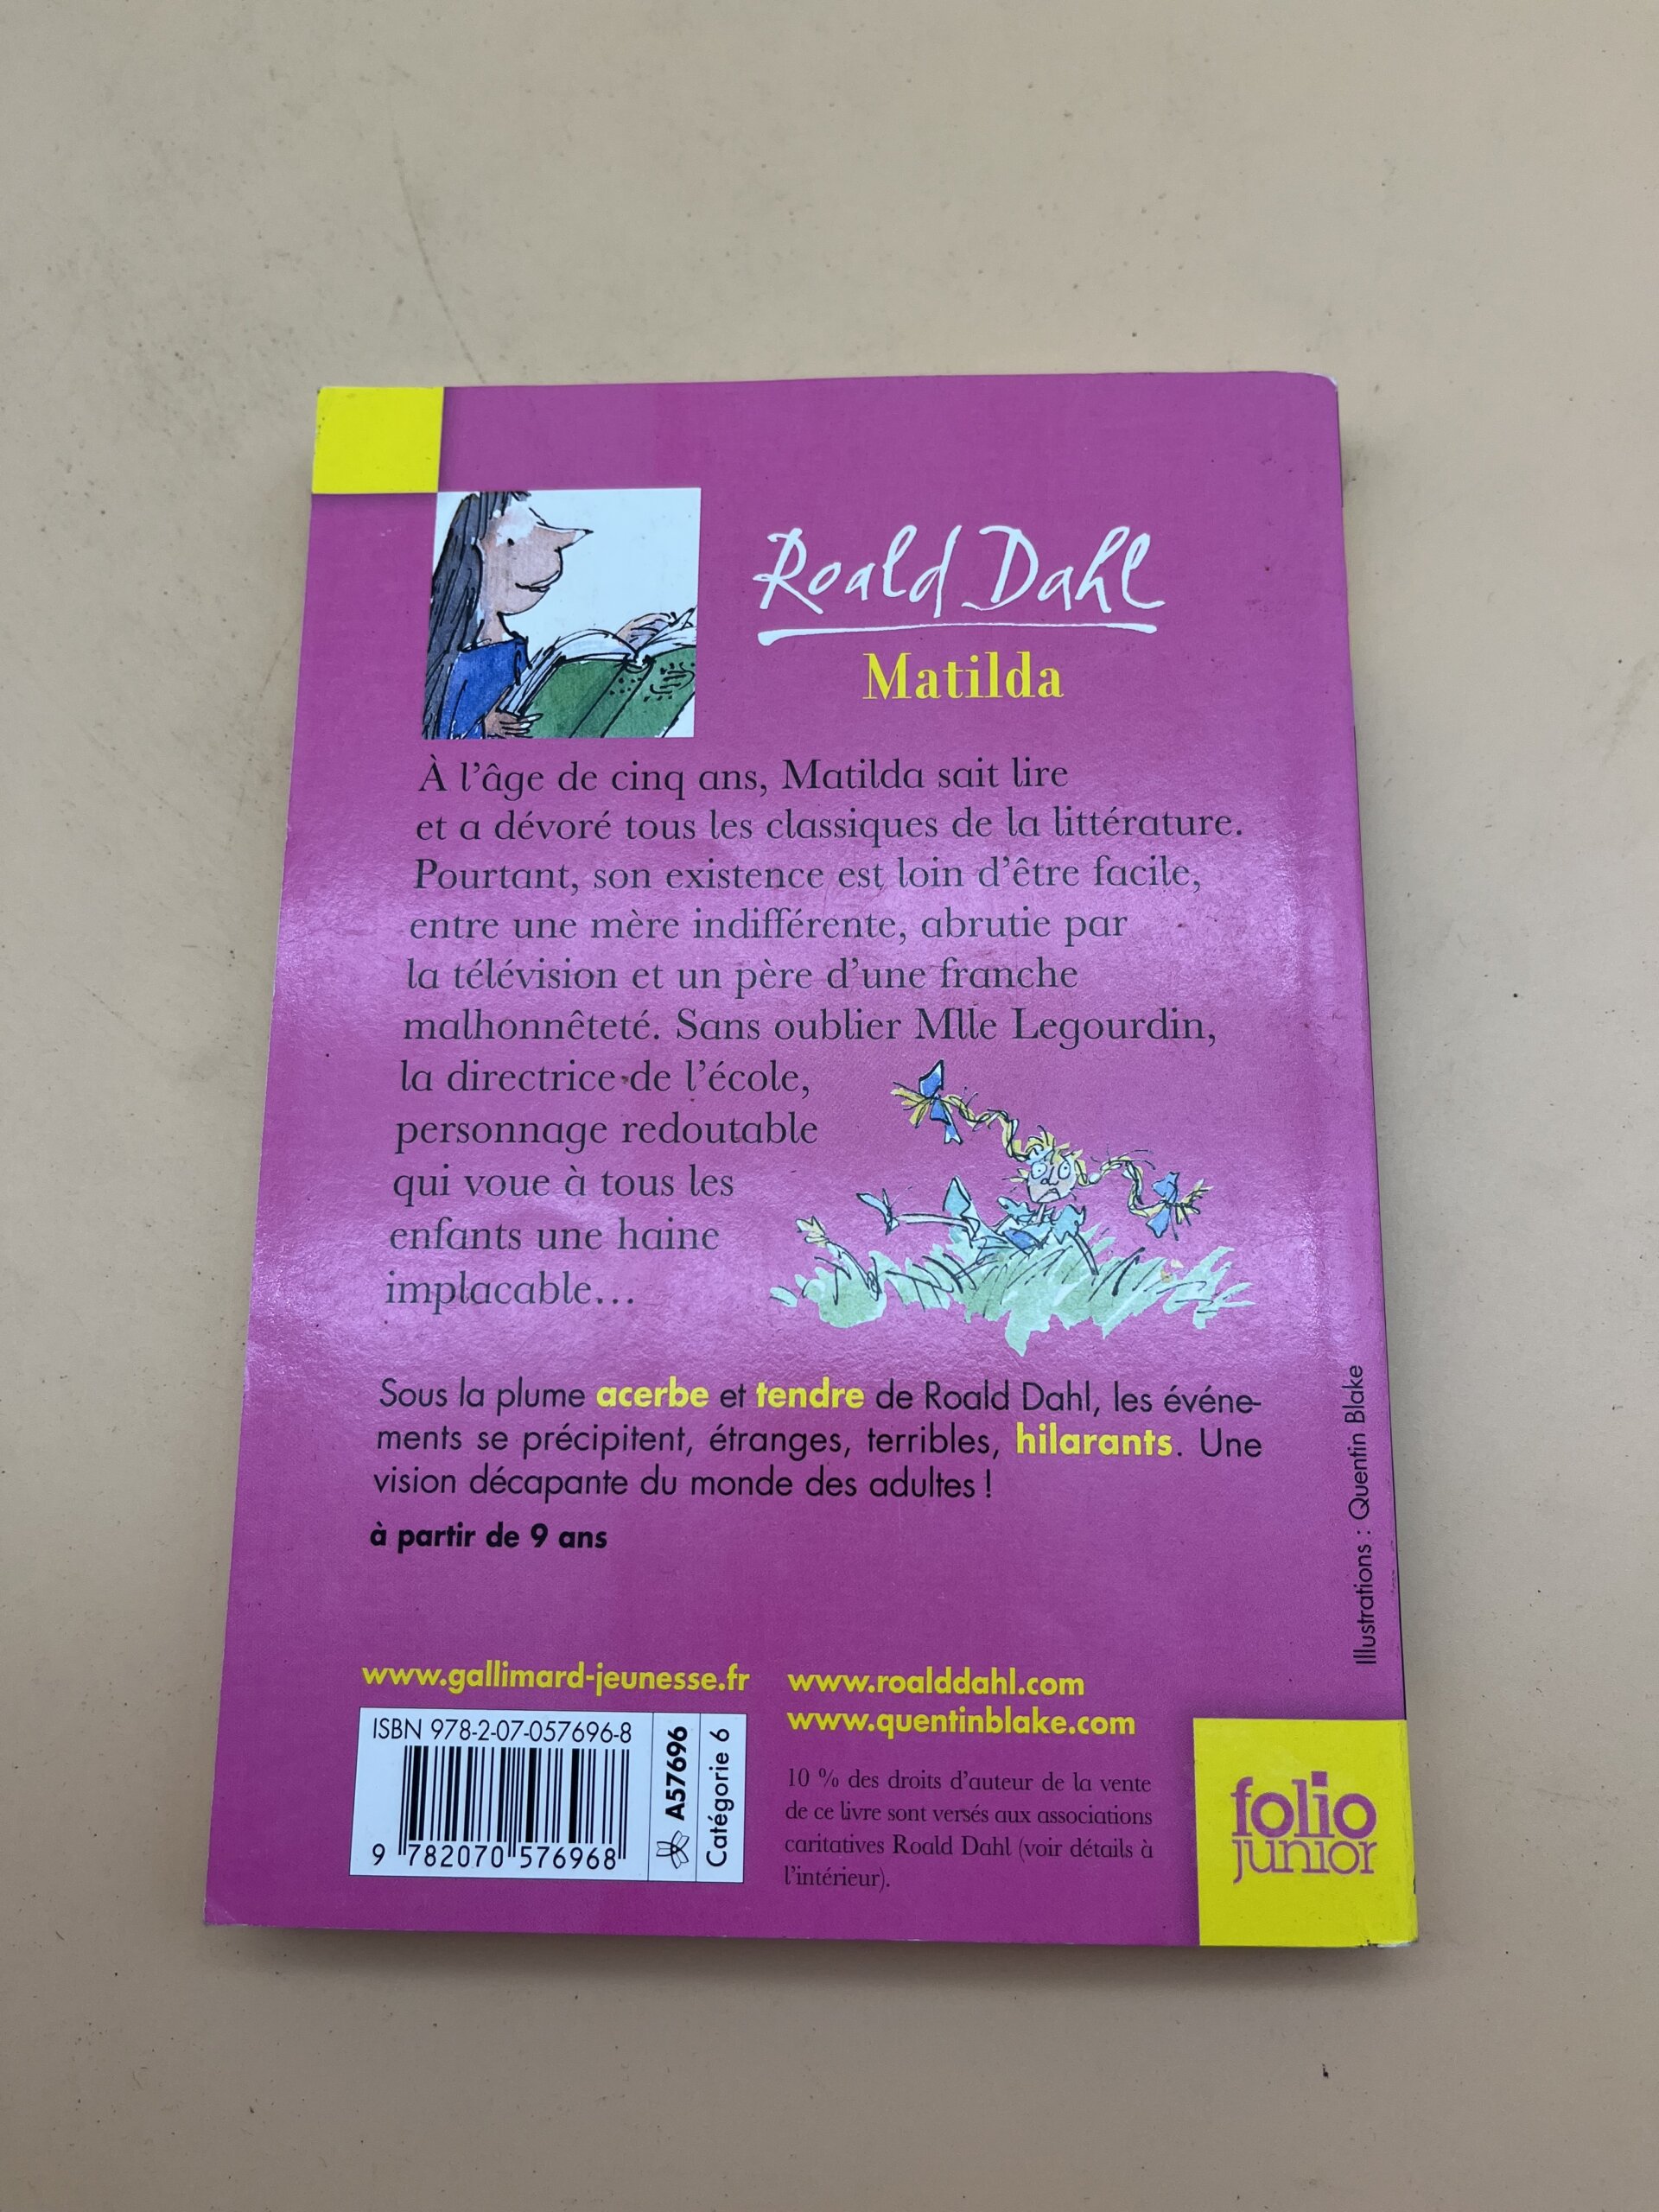 Roald Dahl
Matilda
À l'âge de cinq ans, Matilda sait lire
et a dévoré tous les classiques de la littérature.
Pourtant, son existence est loin d'être facile,
entre une mère indifférente, abrutie par
la télévision et un père d'une franche
malhonnêteté. Sans oublier Mlle Legourdin,
la directrice de l'école,
personnage redoutable
qui voue à tous les
enfants une haine
implacable...
Sous la plume acerbe et tendre de Roald Dahl, les événe-
ments se précipitent, étranges, terribles, hilarants. Une
vision décapante du monde des adultes !
à partir de 9 ans
Illustrations : Quentin Blake
www.gallimard-jeunesse.fr
www.roalddahl.com
www.quentinblake.com
ISBN 978-2-07-057696-8
9 782070 576968
A57696
Catégorie 6
10 % des droits d'auteur de la vente
de ce livre sont versés aux associations
caritatives Roald Dahl (voir détails à
l'intérieur).
folio
junior